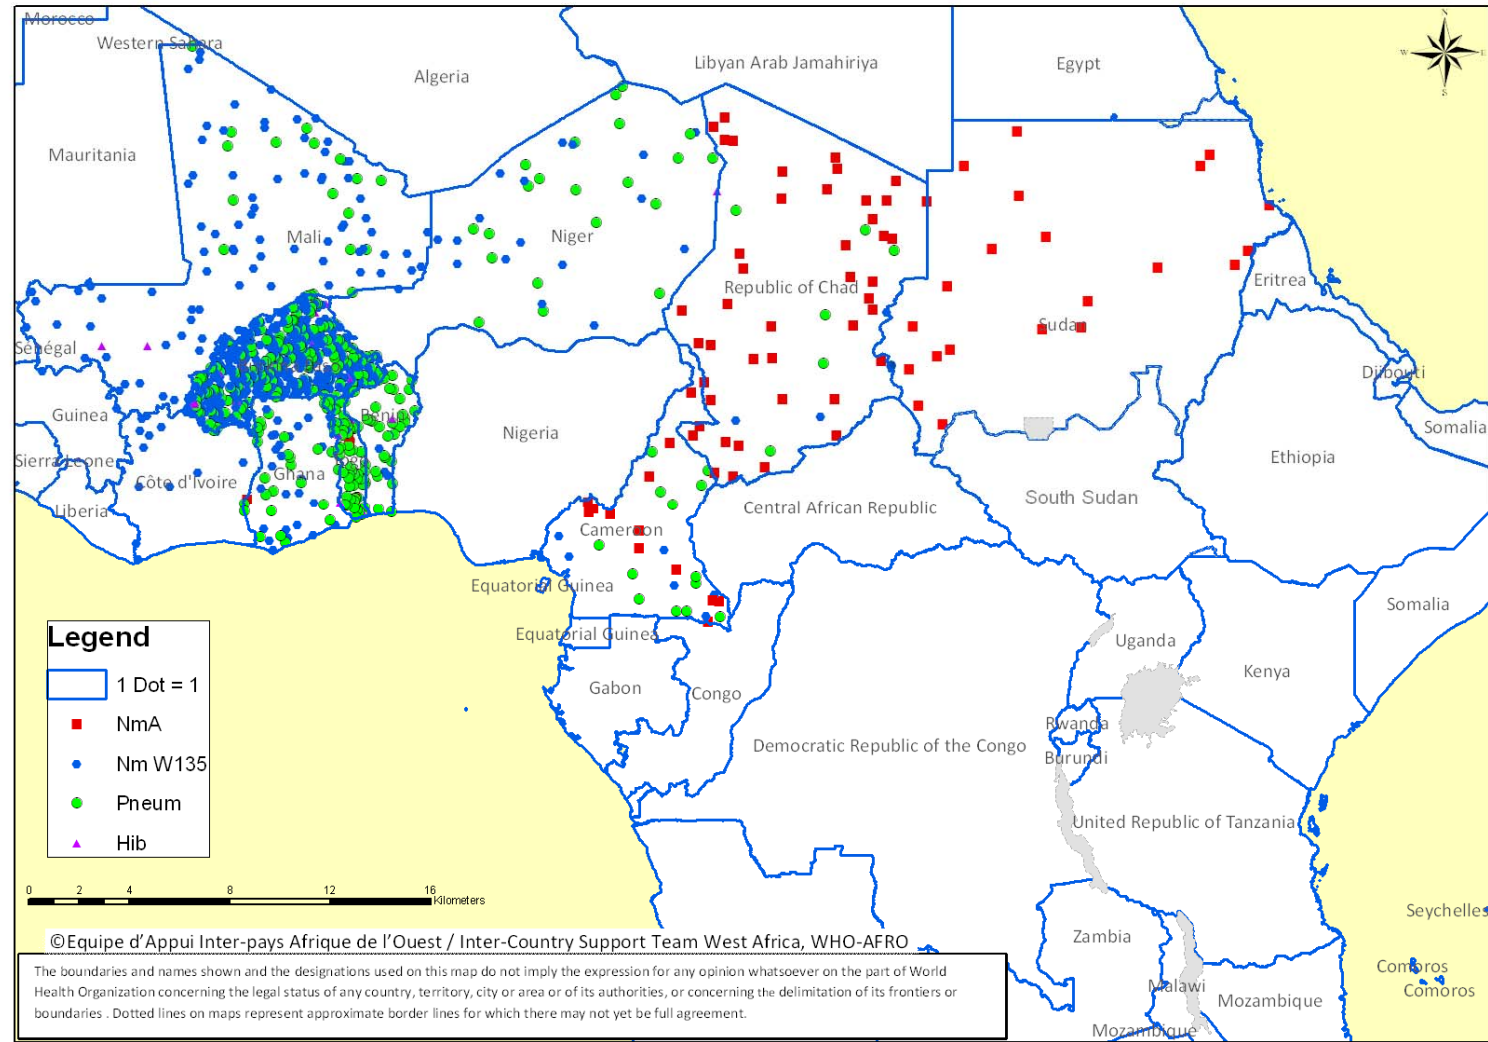 Morocco
Western Sahara
Algeria
Libyan Arab Jamahiriya
Egypt
N
W
E
S
Mauritania
Mali
Niger
Republic of Chad
Sudan
Eritrea
Sénégal
Djibouti
Guinea
Benin
Nigeria
Somalia
Sierra Leone
Côte d'Ivoire
Ghana
Ethiopia
Liberia
Cameroon
Central African Republic
South Sudan
Equatorial Guinea
Equatorial Guinea
Somalia
Uganda
Kenya
Gabon
Congo
Rwanda
Democratic Republic of the Congo
Burundi
United Republic of Tanzania
Seychelles
Zambia
Comoros
Comoros
Malawi
Mozambique
Mozambique
Legend
1 Dot = 1
NmA
Nm W135
Pneum
Hib
0 2 4 8 12 16
Kilometers
©Equipe d’Appui Inter-pays Afrique de l’Ouest / Inter-Country Support Team West Africa, WHO-AFRO
The boundaries and names shown and the designations used on this map do not imply the expression for any opinion whatsoever on the part of World
Health Organization concerning the legal status of any country, territory, city or area or of its authorities, or concerning the delimitation of its frontiers or
boundaries . Dotted lines on maps represent approximate border lines for which there may not yet be full agreement.